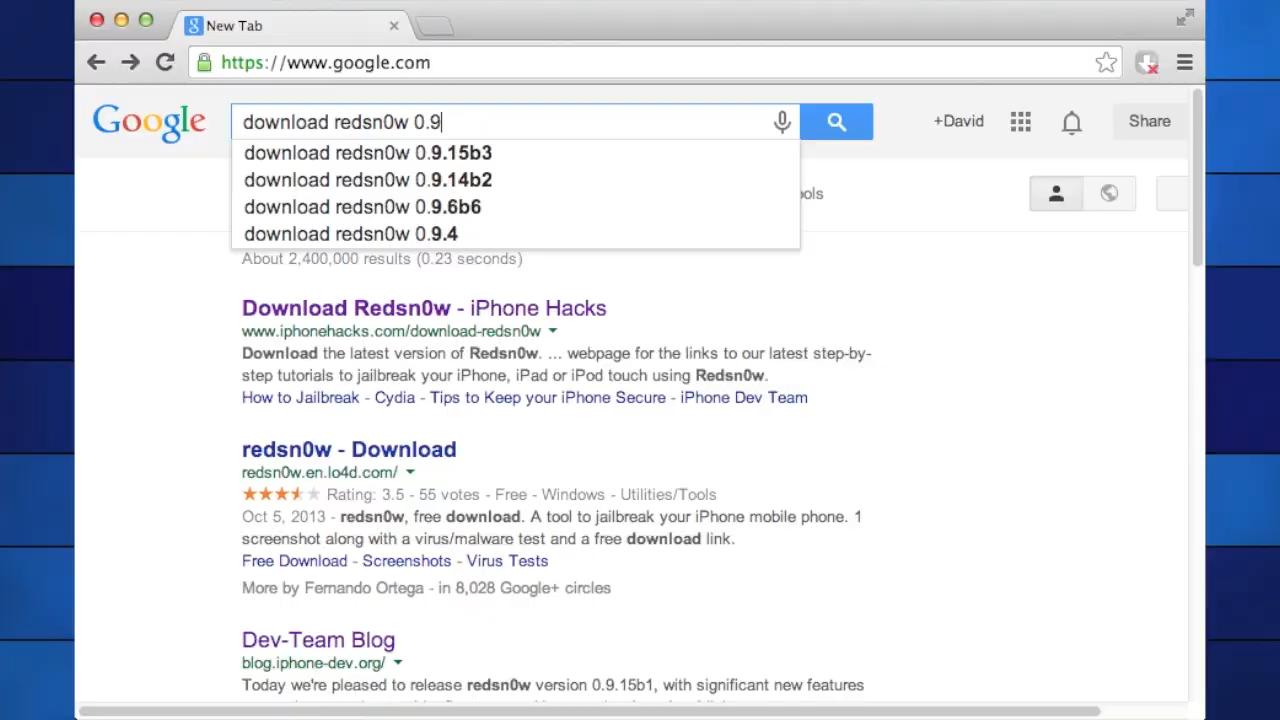 New Tab
https://www.google.com
Google
download redsn0w 0.9
+David
Share
download redsn0w 0.9.15b3
download redsn0w 0.9.14b2
download redsn0w 0.9.6b6
download redsn0w 0.9.4
ools
About 2,400,000 results (0.23 seconds)
Download Redsn0w - iPhone Hacks
www.iphonehacks.com/download-redsn0w
Download the latest version of Redsn0w. ... webpage for the links to our latest step-by-
step tutorials to jailbreak your iPhone, iPad or iPod touch using Redsn0w.
How to Jailbreak - Cydia - Tips to Keep your iPhone Secure - iPhone Dev Team
redsn0w - Download
redsn0w.en.lo4d.com/
Rating: 3.5 - 55 votes - Free - Windows - Utilities/Tools
Oct 5, 2013 - redsn0w, free download. A tool to jailbreak your iPhone mobile phone. 1
screenshot along with a virus/malware test and a free download link.
Free Download - Screenshots - Virus Tests
More by Fernando Ortega - in 8,028 Google+ circles
Dev-Team Blog
blog.iphone-dev.org/
Today we're pleased to release redsn0w version 0.9.15b1, with significant new features